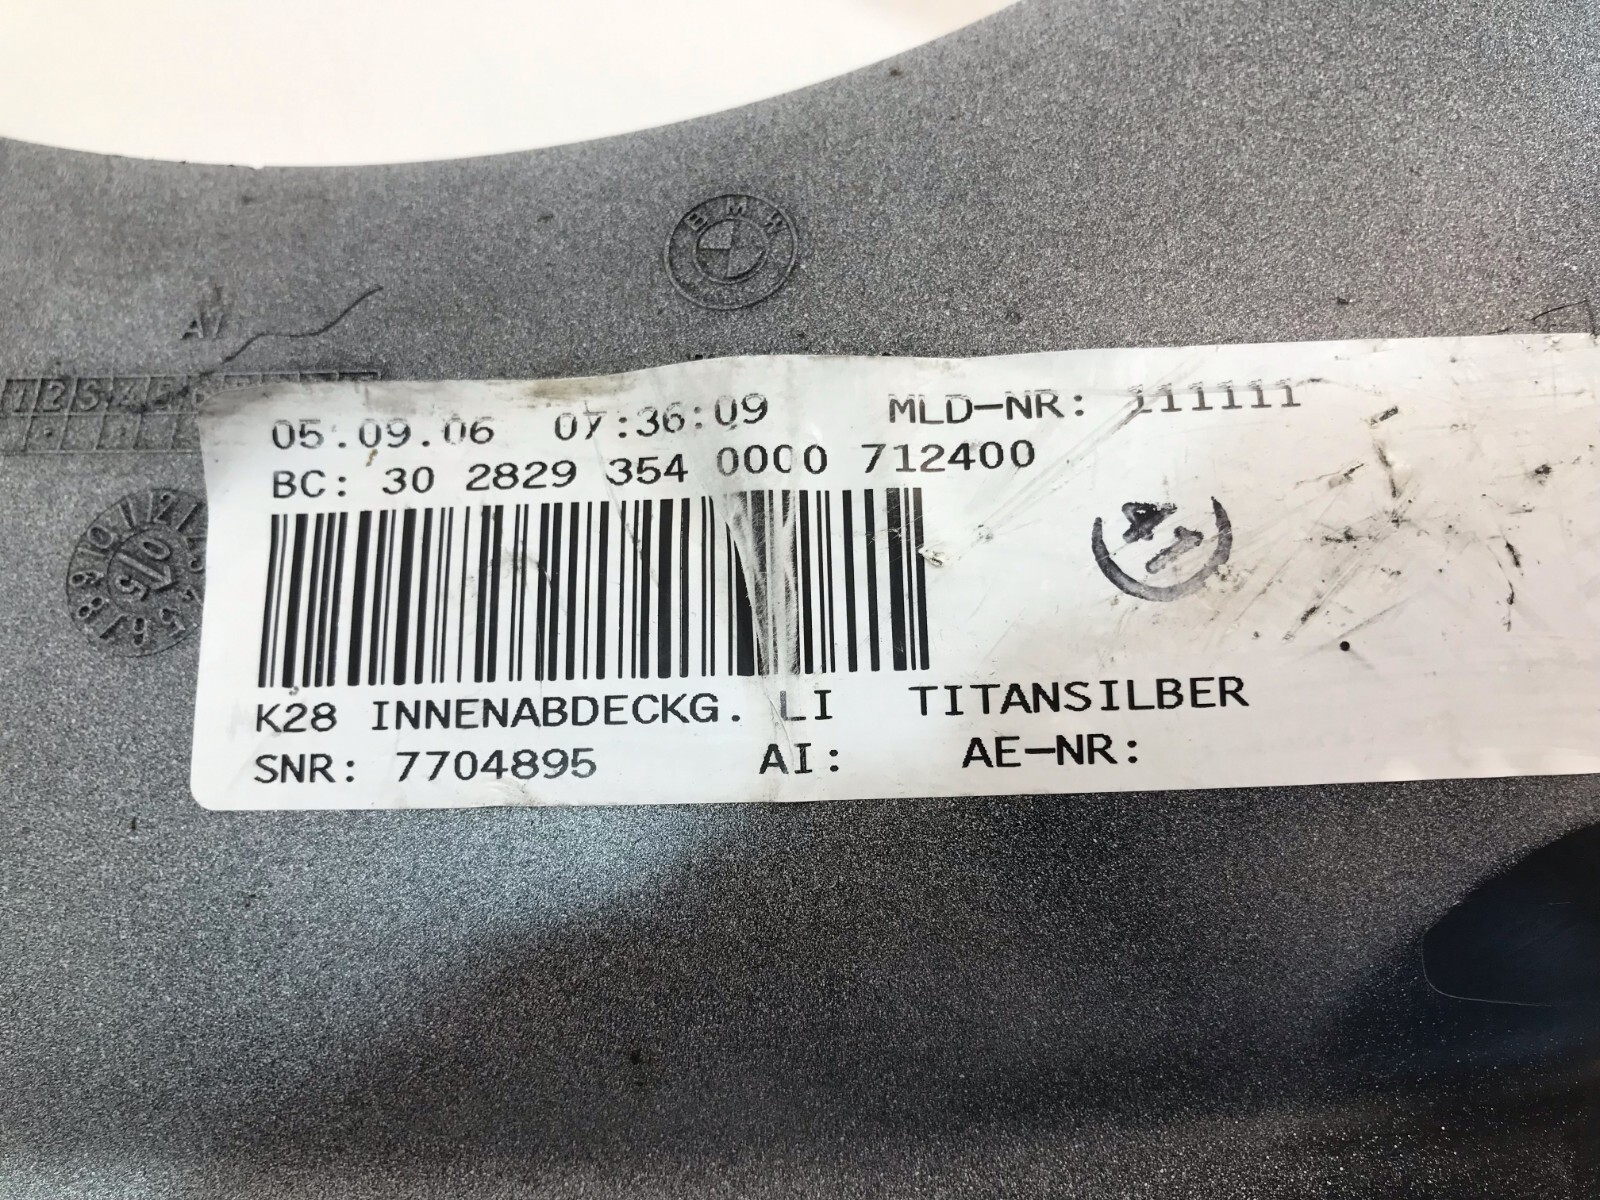 BMW
05.09.06 07:36:09 MLD-NR: 111111
BC: 30 2829 354 0000 712400
K28 INNENABDECKG. LI TITANSILBER
SNR: 7704895 AI: AE-NR: